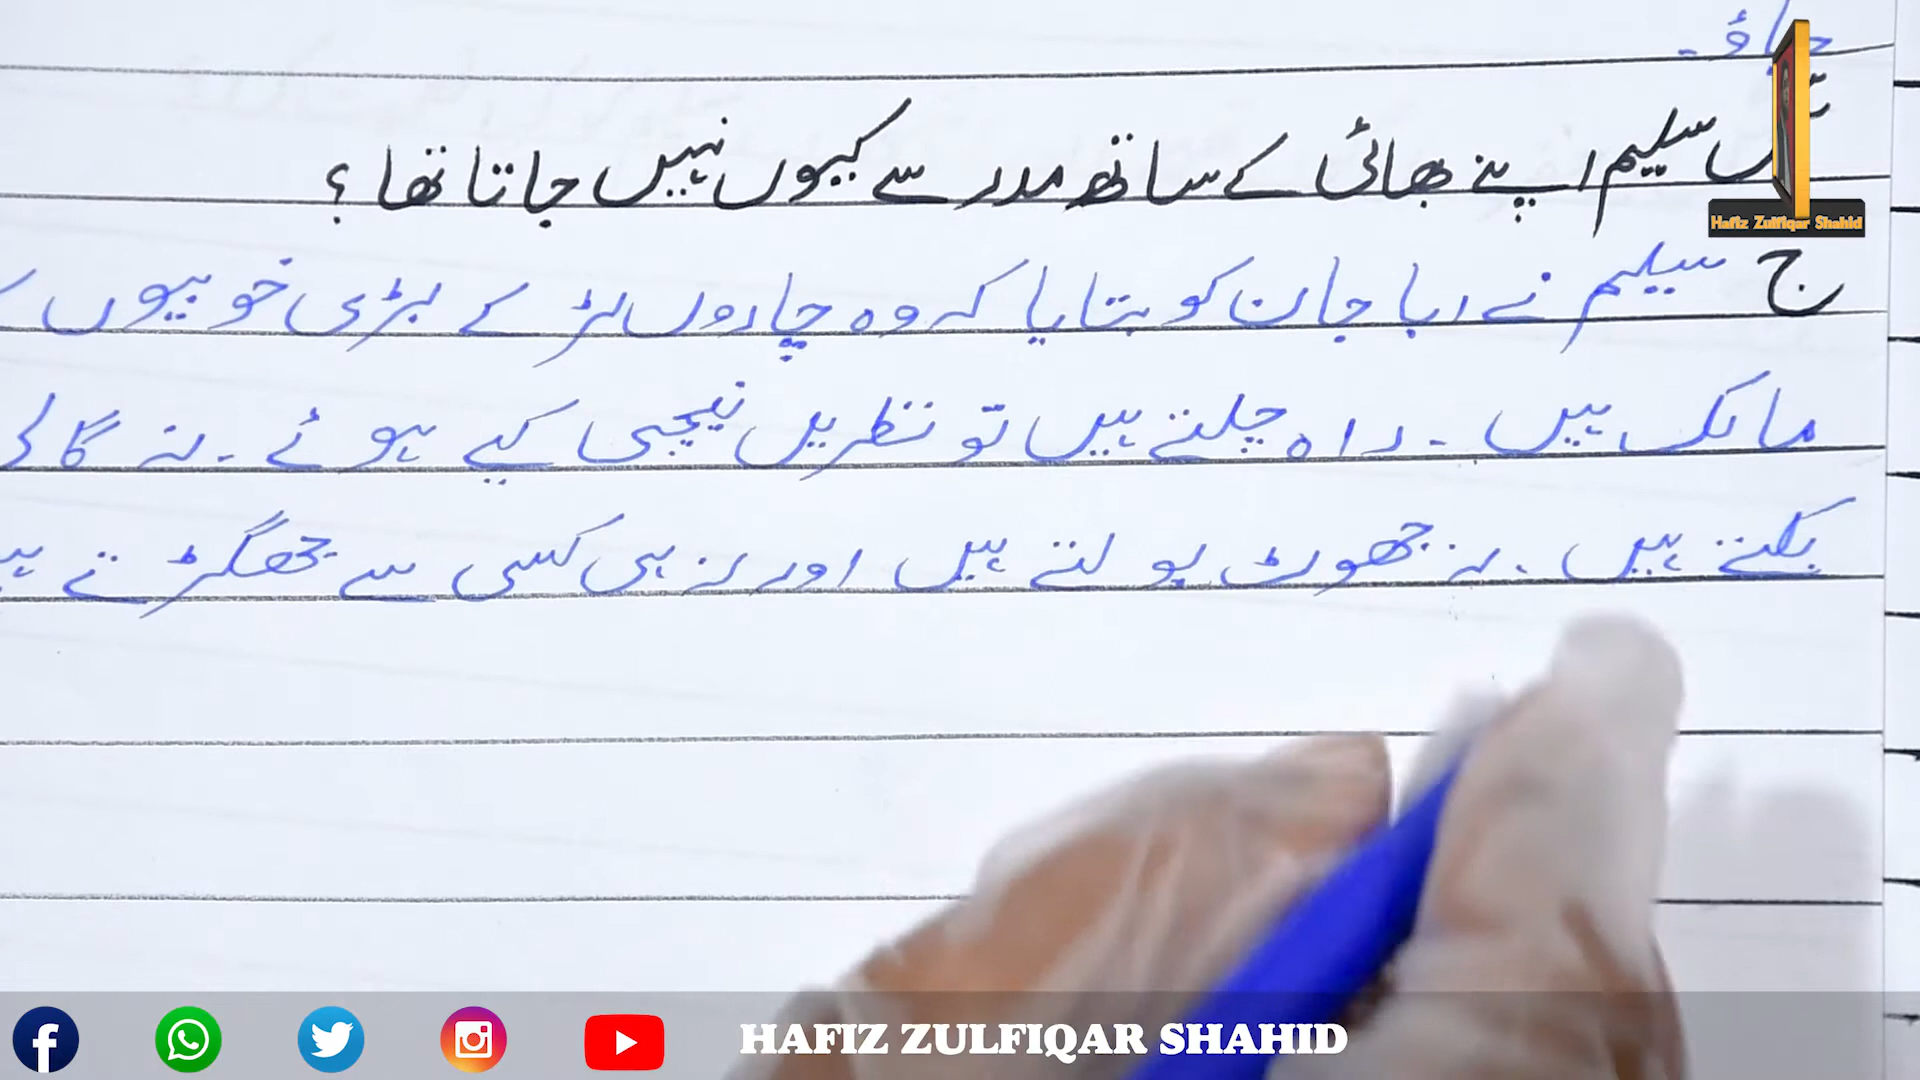 جاؤ۔
س سلیم اپنے بھائی کے ساتھ مدرسے کیوں نہیں جاتا تھا؟
Hafiz Zulfiqar Shahid
ج سلیم نے ابا جان کو بتایا کہ وہ چاروں لڑکے بڑی خوبیوں
مالک ہیں۔ راہ چلتے ہیں تو نظریں نیچی کیے ہوئے۔ نہ گالی
بکتے ہیں۔ نہ جھوٹ بولتے ہیں اور نہ ہی کسی سے جھگڑتے
HAFIZ ZULFIQAR SHAHID